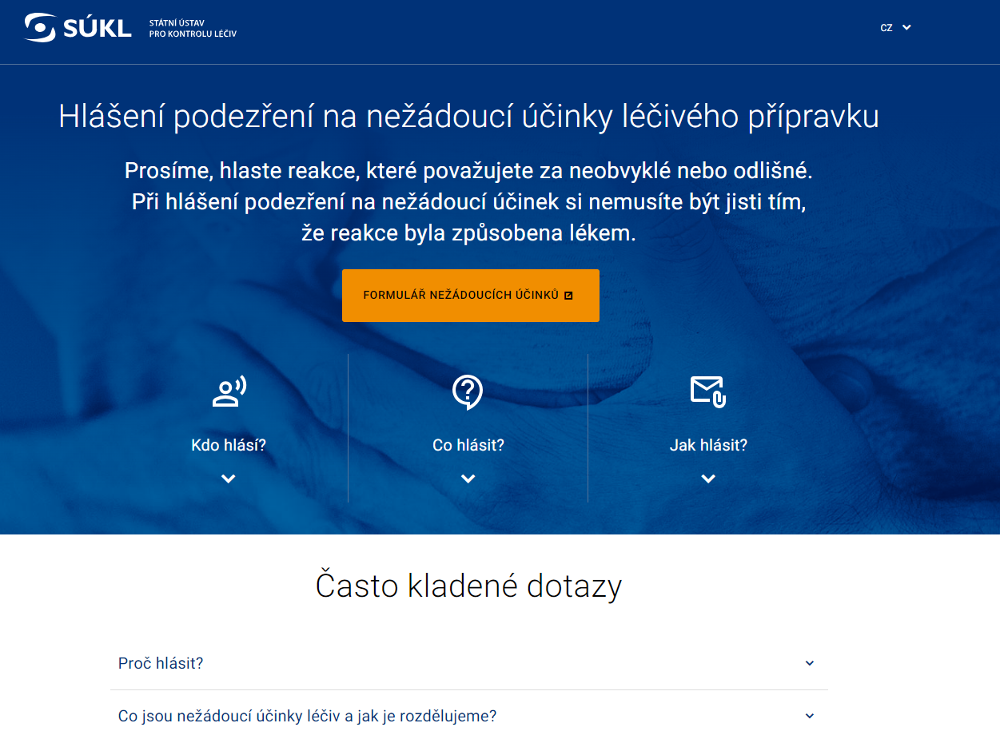 SÚKL
STÁTNÍ ÚSTAV
PRO KONTROLU LÉČIV
CZ
Hlášení podezření na nežádoucí účinky léčivého přípravku
Prosíme, hlaste reakce, které považujete za neobvyklé nebo odlišné.
Při hlášení podezření na nežádoucí účinek si nemusíte být jisti tím,
že reakce byla způsobena lékem.
FORMULÁŘ NEŽÁDOUCÍCH ÚČINKŮ
Kdo hlásí?
Co hlásit?
Jak hlásit?
Často kladené dotazy
Proč hlásit?
Co jsou nežádoucí účinky léčiv a jak je rozdělujeme?